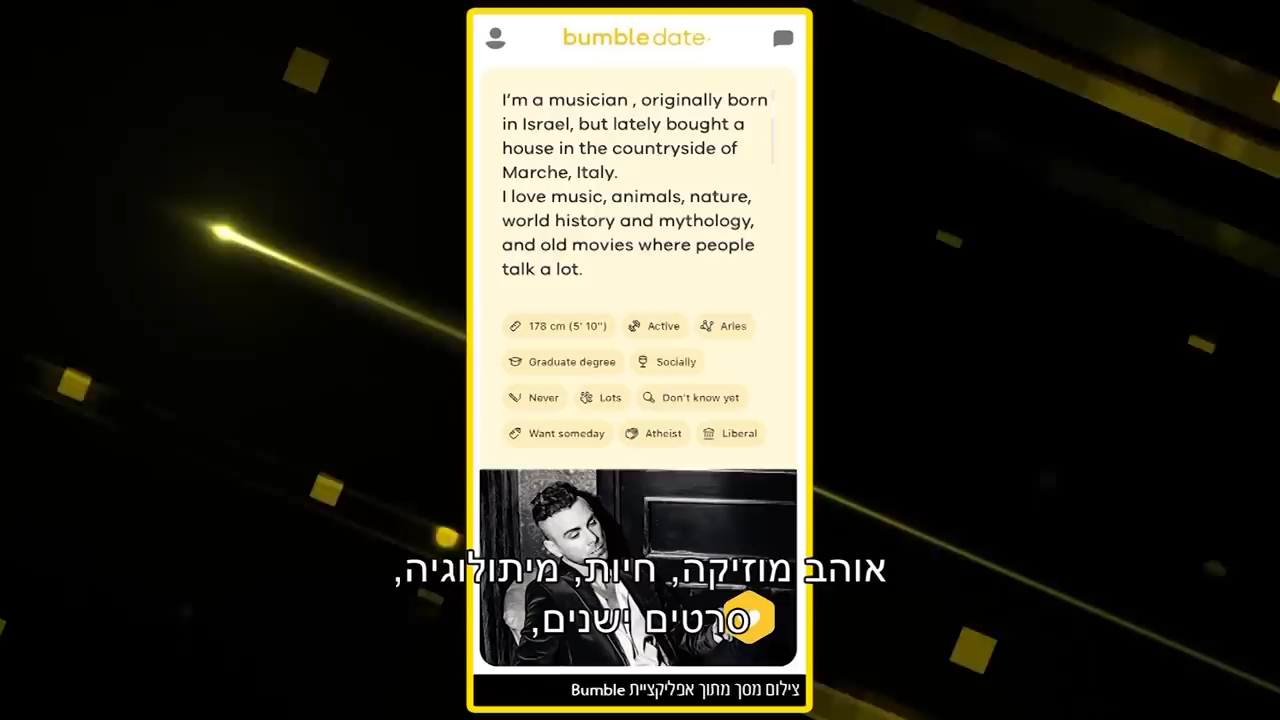 bumble date
I'm a musician , originally born
in Israel, but lately bought a
house in the countryside of
Marche, Italy.
I love music, animals, nature,
world history and mythology,
and old movies where people
talk a lot.
178 cm (5' 10")
Active
Aries
Graduate degree
Socially
Never
Lots
Don't know yet
Want someday
Atheist
Liberal
אוהב מוזיקה, חיות, מיתולוגיה,
סרטים ישנים,
צילום מסך מתוך אפליקציית Bumble